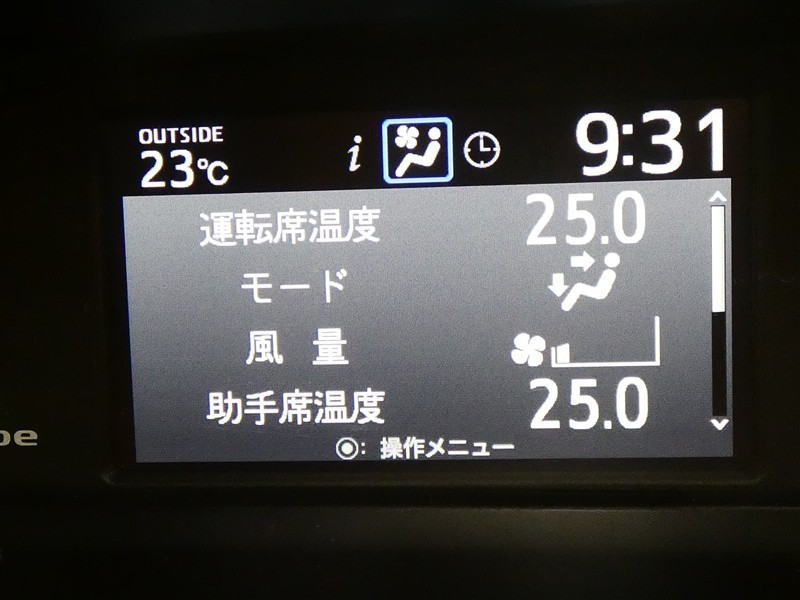 OUTSIDE
23℃
i
9:31
運転席温度 25.0
モード
風 量
助手席温度 25.0
◉: 操作メニュー